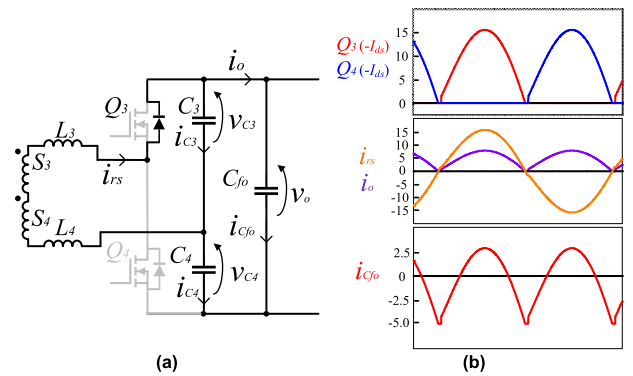 Q3
C3
iC3
vC3
io
L3
S3
irs
S4
L4
Cfo
vo
iCfo
Q4
C4
iC4
vC4
(a)
Q3 (-Ids)
Q4 (-Ids)
15
10
5
0
irs
io
15
10
5
0
-5
-10
-15
iCfo
2.5
0
-2.5
-5.0
(b)